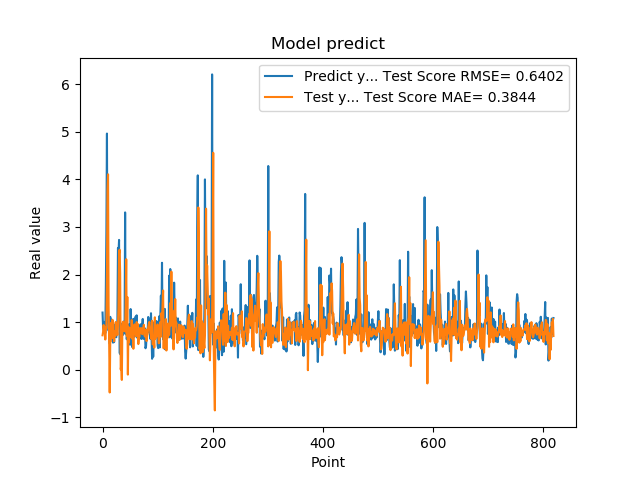 Model predict
Predict y... Test Score RMSE= 0.6402
Test y... Test Score MAE= 0.3844
Real value
6
5
4
3
2
1
0
−1
0 200 400 600 800
Point